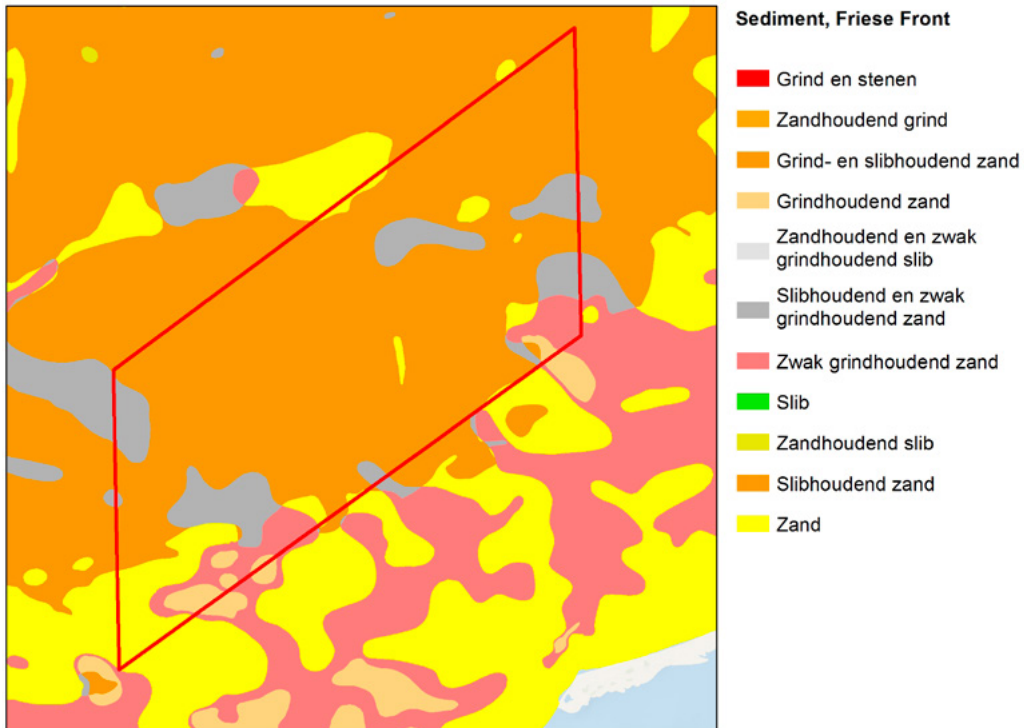 Sediment, Friese Front
Grind en stenen
Zandhoudend grind
Grind- en slibhoudend zand
Grindhoudend zand
Zandhoudend en zwak
grindhoudend slib
Slibhoudend en zwak
grindhoudend zand
Zwak grindhoudend zand
Slib
Zandhoudend slib
Slibhoudend zand
Zand